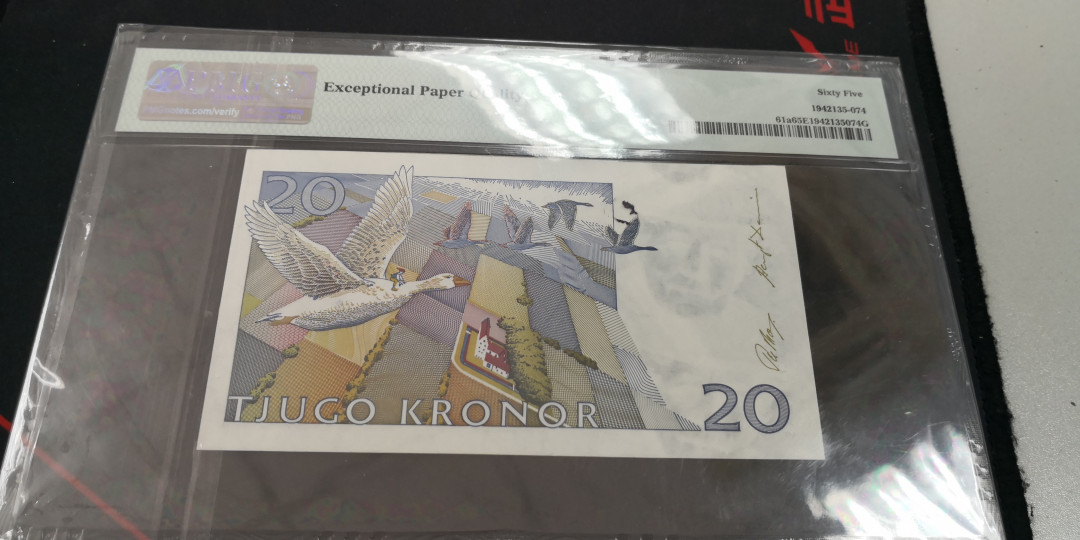 Exceptional Paper
Sixty Five
1942135-074
61a65E1942135074G
20
TJUGO KRONOR
20